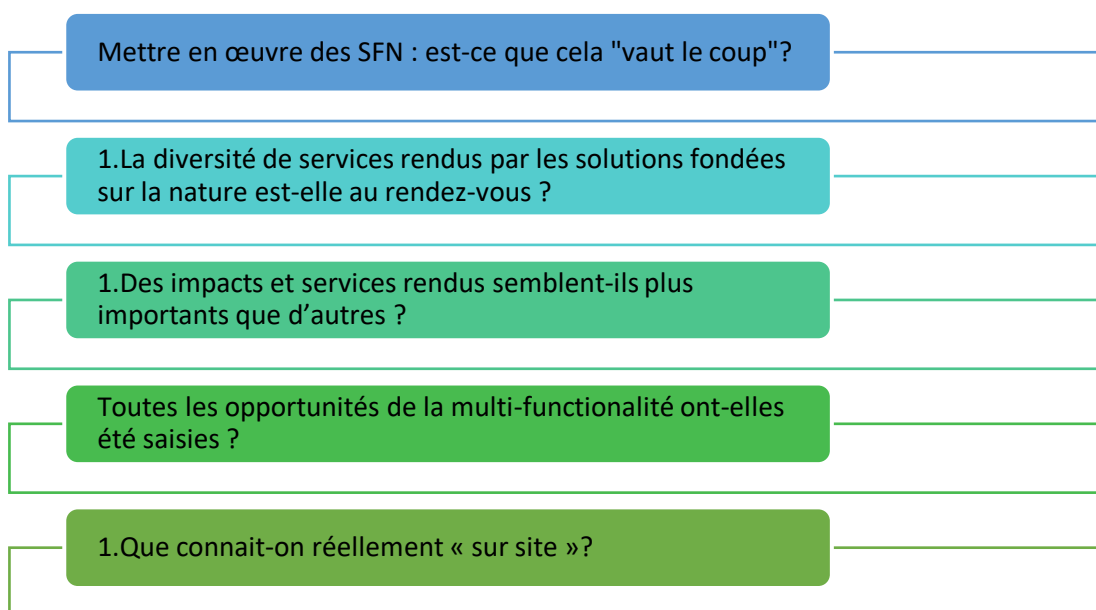 Mettre en œuvre des SFN : est-ce que cela "vaut le coup"?
1.La diversité de services rendus par les solutions fondées
sur la nature est-elle au rendez-vous ?
1.Des impacts et services rendus semblent-ils plus
importants que d’autres ?
Toutes les opportunités de la multi-functionalité ont-elles
été saisies ?
1.Que connait-on réellement « sur site »?